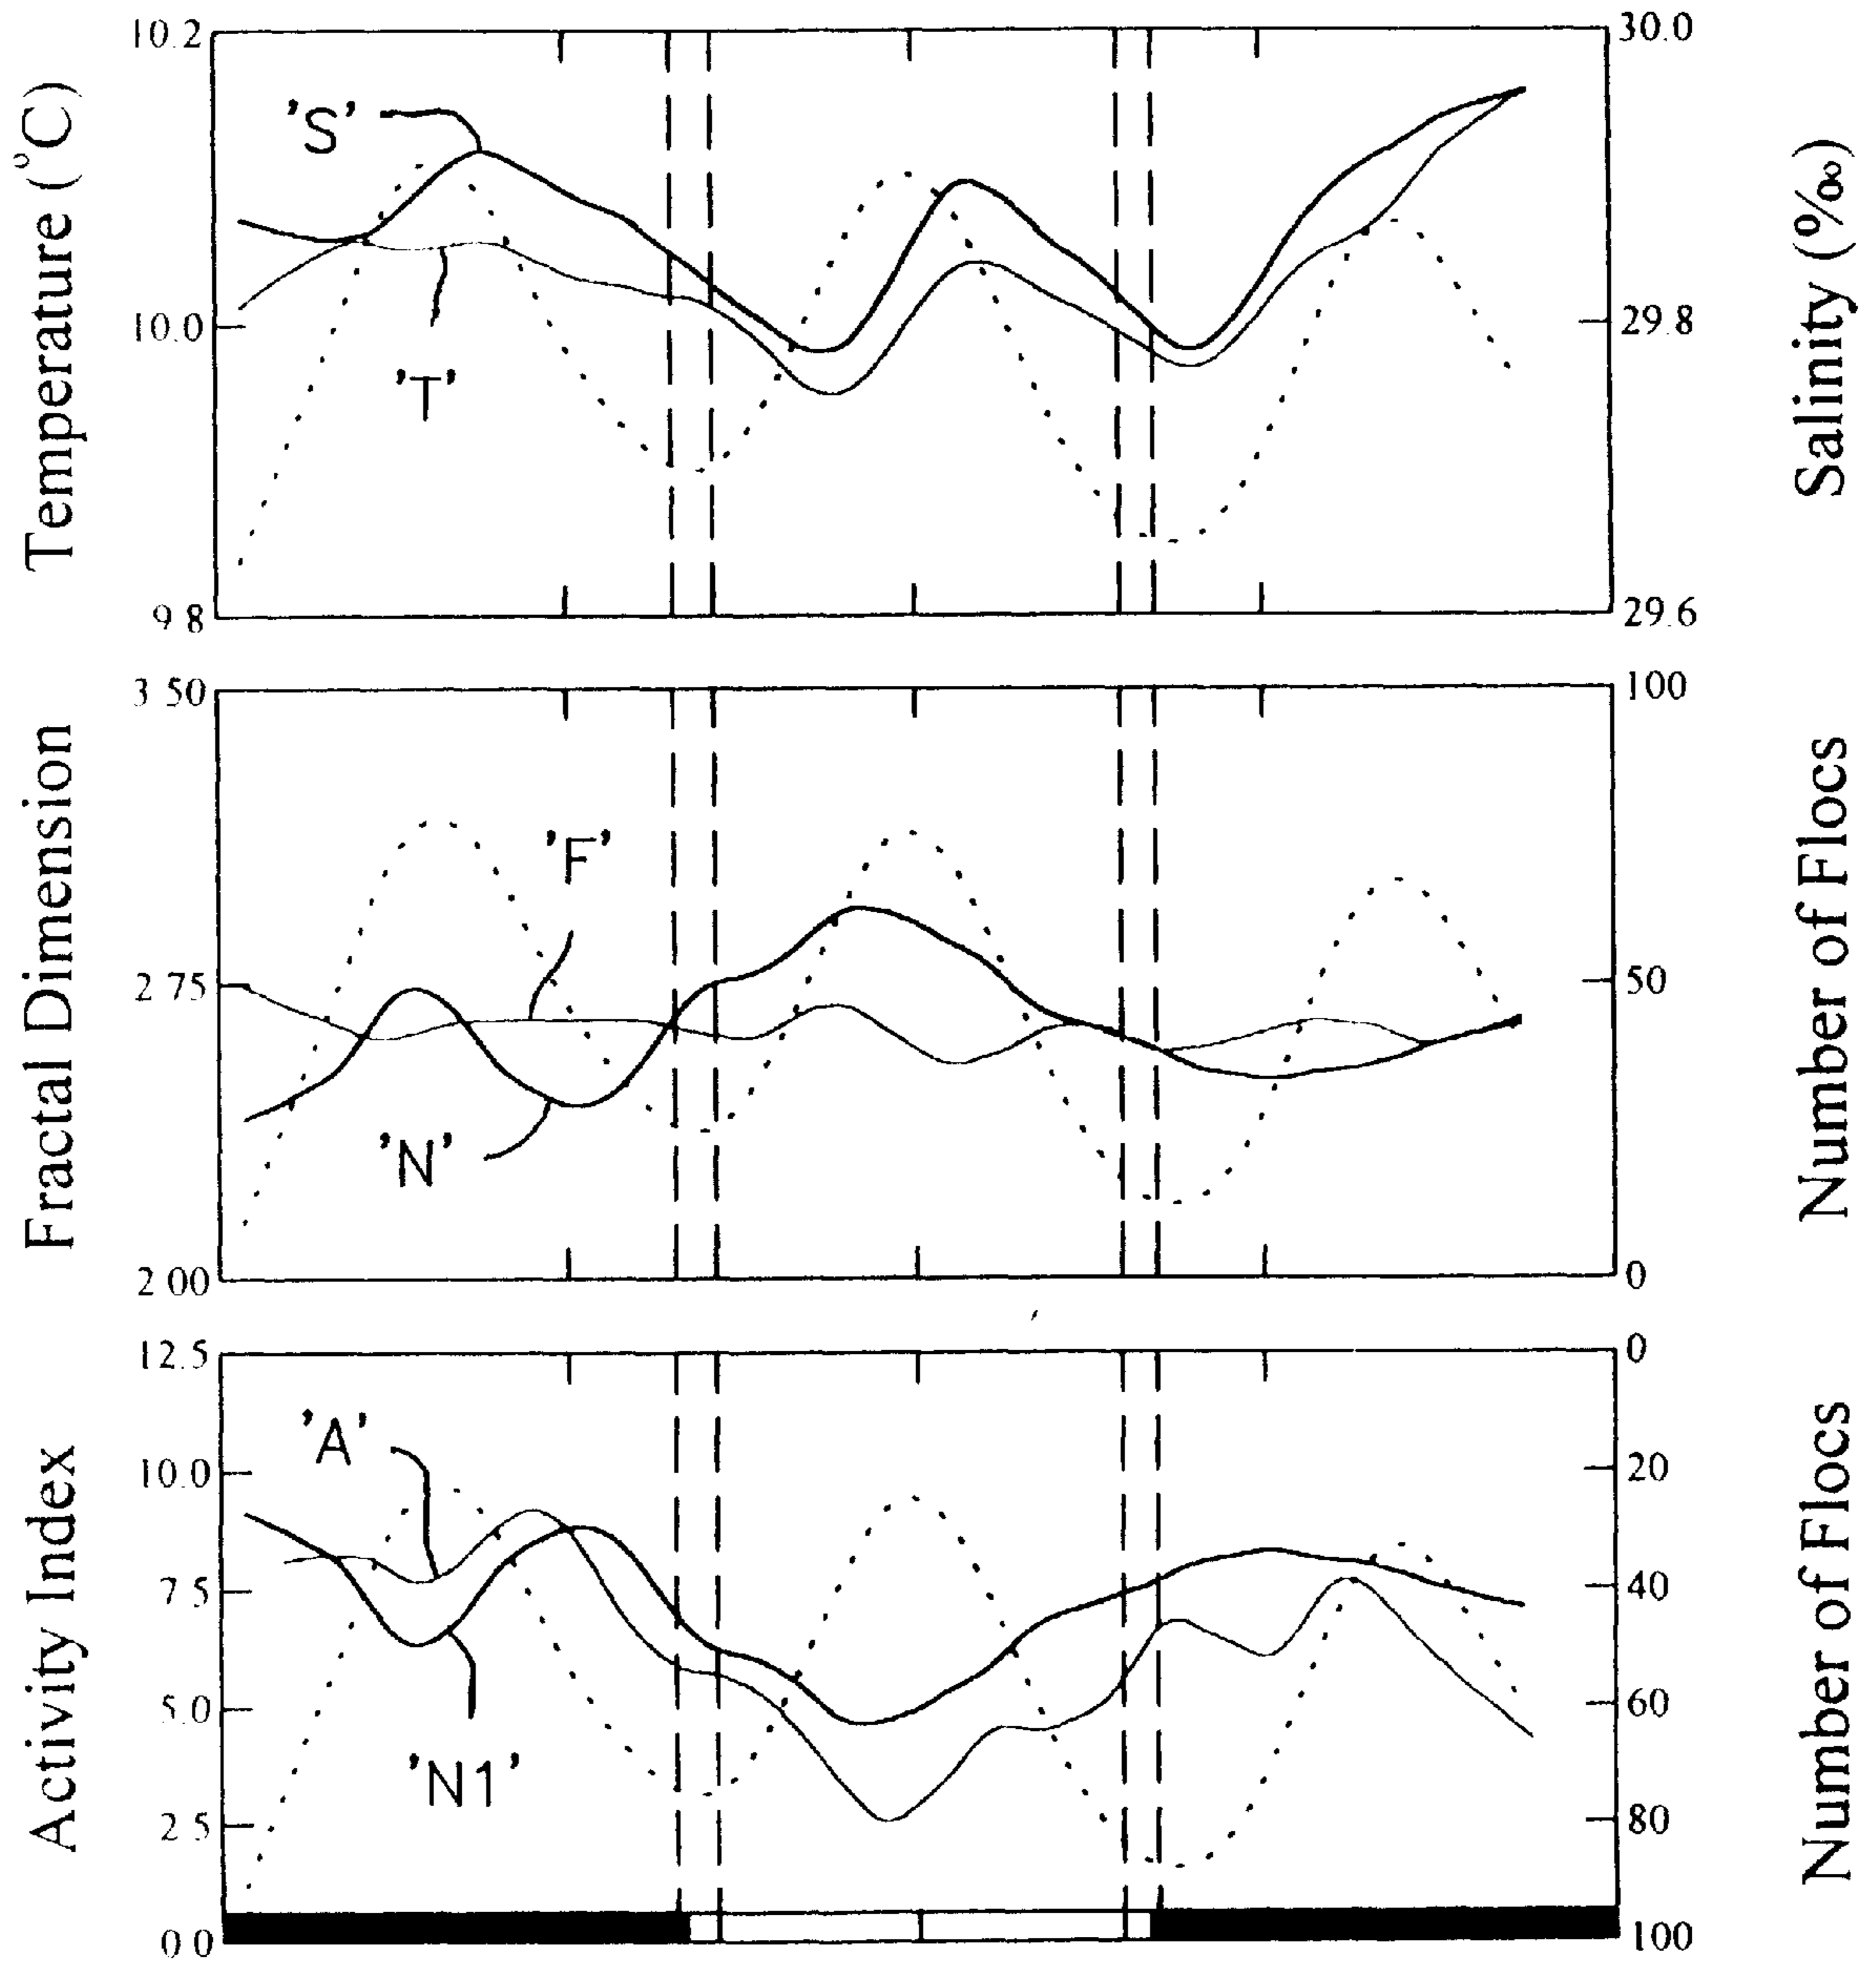 10.2
30.0
'S'
Temperature (°C)
Salinity (‰)
10.0
29.8
'T'
9 8
29.6
3 50
100
Fractal Dimension
Number of Flocs
'F'
2 75
50
'N'
2 00
0
12.5
0
'A'
Activity Index
Number of Flocs
10.0
20
7 5
40
5.0
60
'N1'
2 5
80
0 0
100